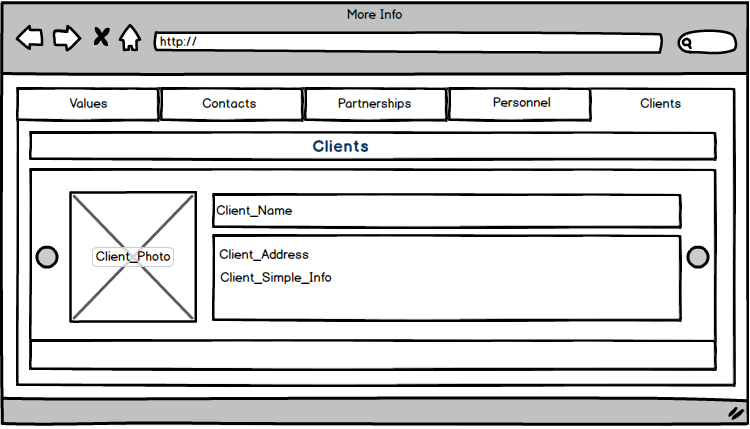 More Info
http://
Values
Contacts
Partnerships
Personnel
Clients
Clients
Client_Photo
Client_Name
Client_Address
Client_Simple_Info